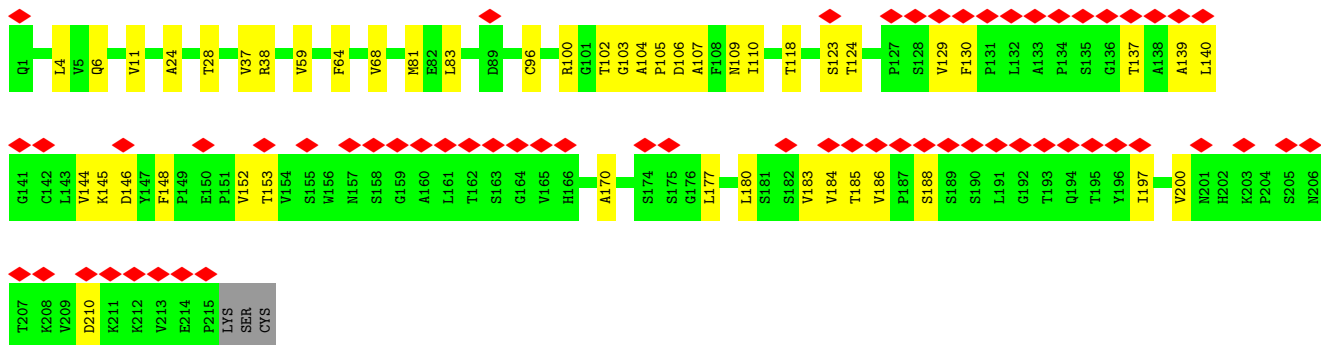 Q1 L4 V5 Q6 V11 A24 T28 V37 R38 V59 F64 V68 M81 E82 L83 D89 C96 R100 G101 T102 G103 A104 P105 D106 A107 F108 N109 I110 T118 S123 T124 P127 S128 V129 F130 P131 L132 A133 P134 S135 G136 T137 A138 A139 L140
G141 C142 L143 V144 K145 D146 Y147 F148 P149 E150 P151 V152 T153 V154 S155 W156 N157 S158 G159 A160 L161 T162 S163 G164 V165 H166 A170 S174 S175 G176 L177 L180 S181 S182 V183 V184 T185 V186 P187 S188 S189 S190 L191 G192 T193 Q194 T195 Y196 I197 V200 N201 H202 K203 P204 S205 N206
T207 K208 V209 D210 K211 K212 V213 E214 P215 LYS SER CYS